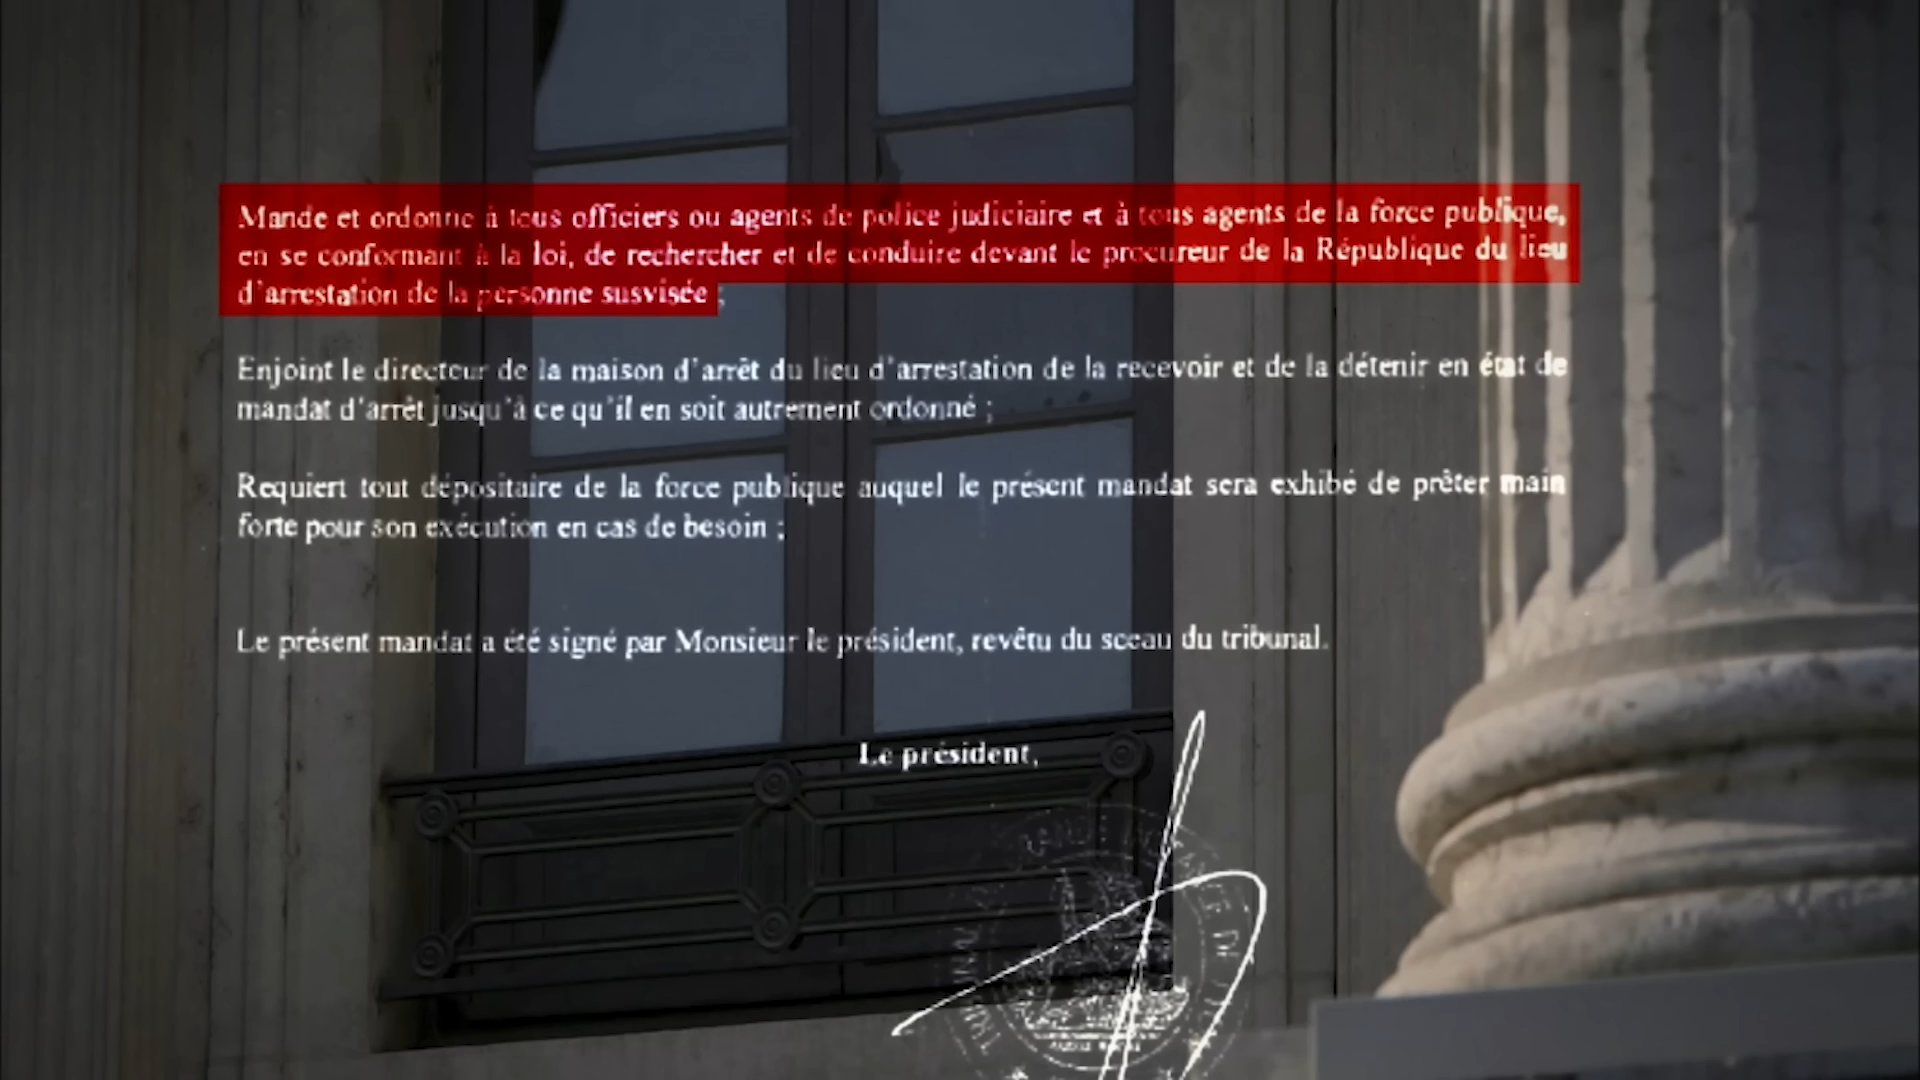 Mande et ordonne à tous officiers ou agents de police judiciaire et à tous agents de la force publique,
en se conformant à la loi, de rechercher et de conduire devant le procureur de la République du lieu
d'arrestation de la personne susvisée ;
Enjoint le directeur de la maison d'arrêt du lieu d'arrestation de la recevoir et de la détenir en état de
mandat d'arrêt jusqu'à ce qu'il en soit autrement ordonné ;
Requiert tout dépositaire de la force publique auquel le présent mandat sera exhibé de prêter main
forte pour son exécution en cas de besoin ;
Le présent mandat a été signé par Monsieur le président, revêtu du sceau du tribunal.
Le président,